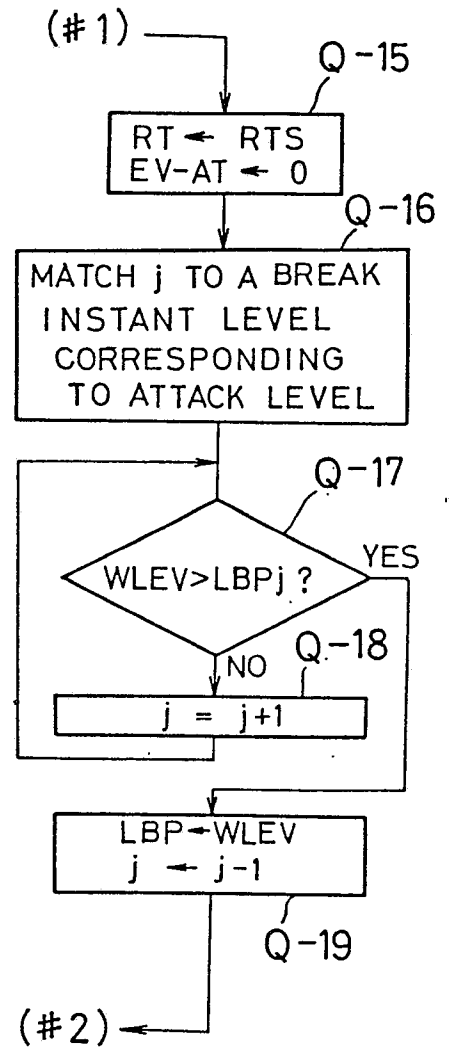 (#1)
Q-15
RT ← RTS
EV-AT ← 0
Q-16
MATCH j TO A BREAK
INSTANT LEVEL
CORRESPONDING
TO ATTACK LEVEL
Q-17
WLEV>LBPj ?
YES
NO
Q-18
j = j+1
LBP←WLEV
j ← j-1
Q-19
(#2)